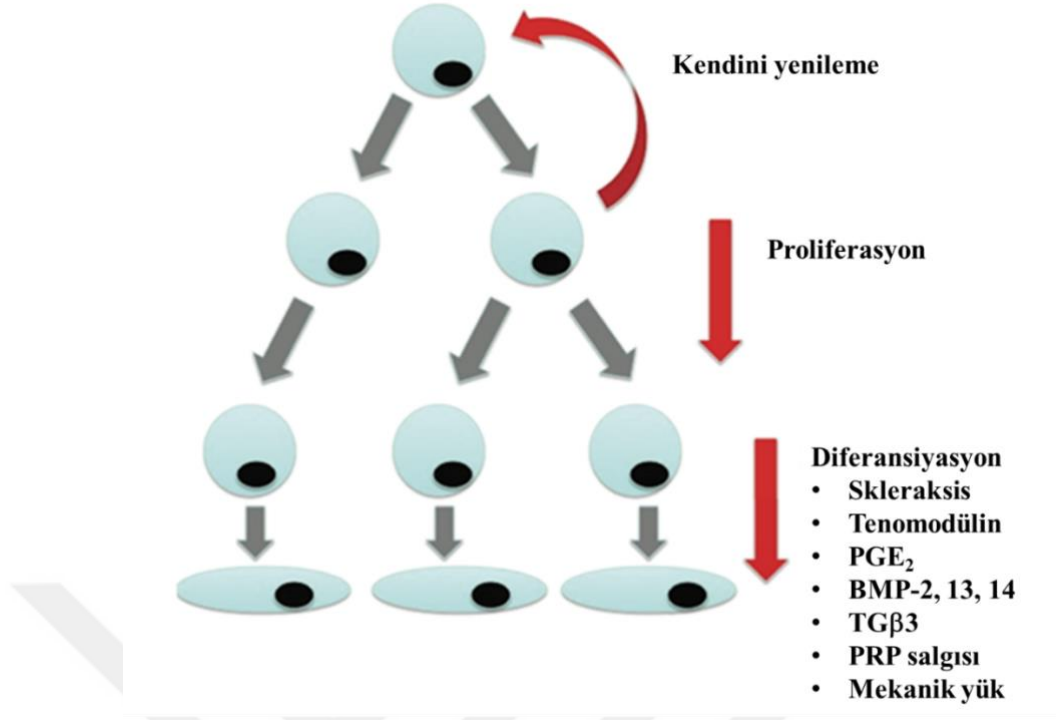 Kendini yenileme
Proliferasyon
Diferansiyasyon
• Skleraksis
• Tenomodülin
• PGE₂
• BMP-2, 13, 14
• TGβ3
• PRP salgısı
• Mekanik yük